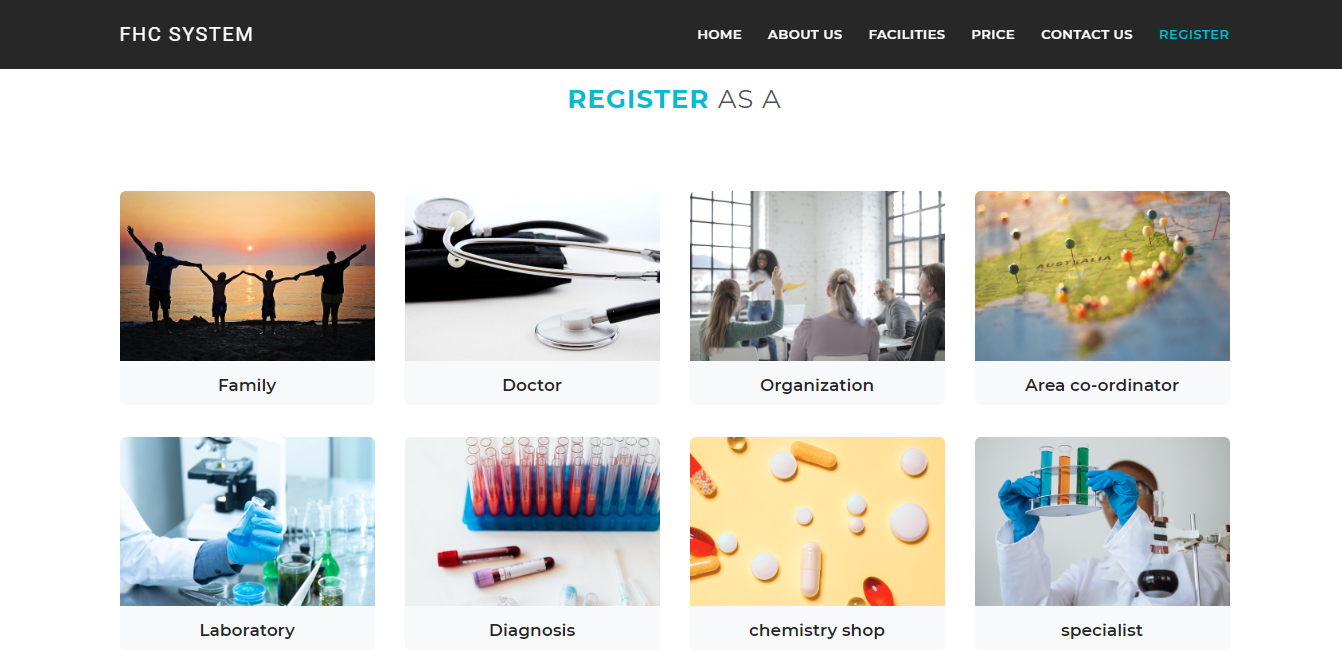 FHC SYSTEM
HOME ABOUT US FACILITIES PRICE CONTACT US REGISTER
REGISTER AS A
AUSTRALIA
Family Doctor Organization Area co-ordinator
Laboratory Diagnosis chemistry shop specialist